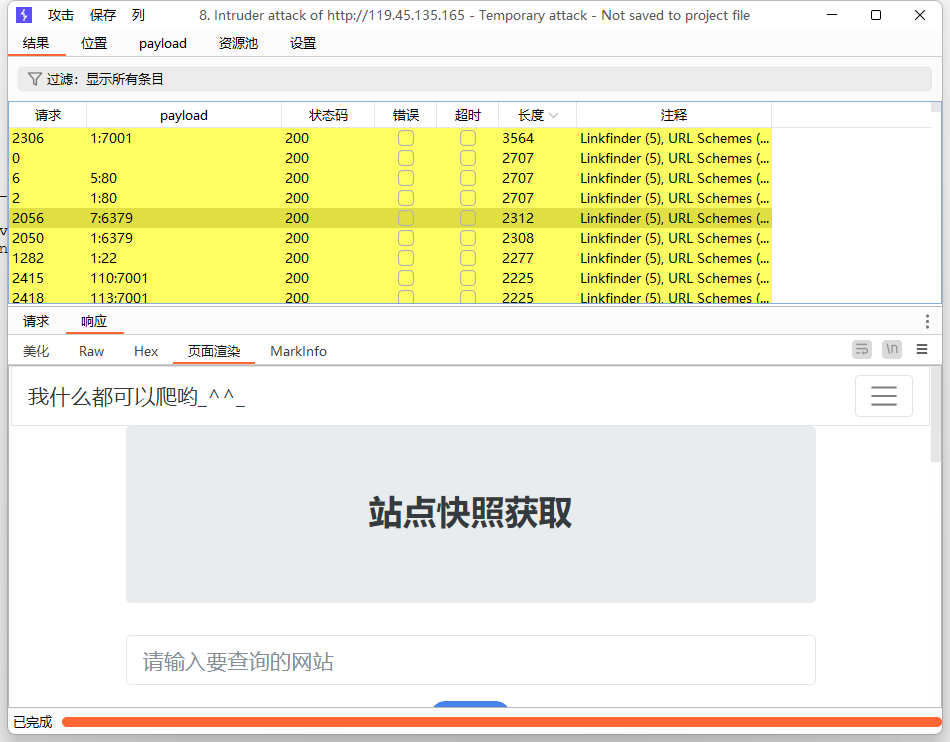 攻击 保存 列 8. Intruder attack of http://119.45.135.165 - Temporary attack - Not saved to project file
结果 位置 payload 资源池 设置
过滤：显示所有条目
请求 payload 状态码 错误 超时 长度 注释
2306 1:7001 200 3564 Linkfinder (5), URL Schemes (...
0 200 2707 Linkfinder (5), URL Schemes (...
6 5:80 200 2707 Linkfinder (5), URL Schemes (...
2 1:80 200 2707 Linkfinder (5), URL Schemes (...
2056 7:6379 200 2312 Linkfinder (5), URL Schemes (...
2050 1:6379 200 2308 Linkfinder (5), URL Schemes (...
1282 1:22 200 2277 Linkfinder (5), URL Schemes (...
2415 110:7001 200 2225 Linkfinder (5), URL Schemes (...
2418 113:7001 200 2225 Linkfinder (5), URL Schemes (...
请求 响应
美化 Raw Hex 页面渲染 MarkInfo \n
我什么都可以爬哟_^^_
站点快照获取
请输入要查询的网站
已完成